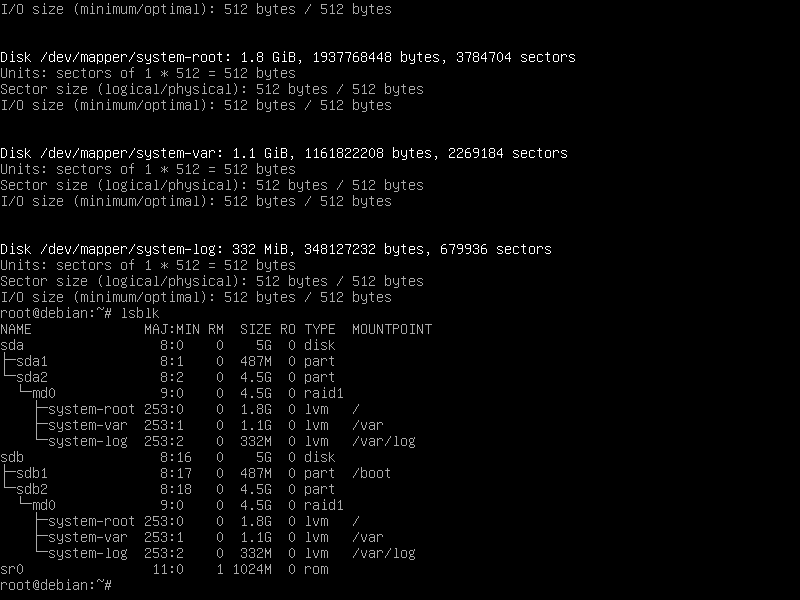 I/O size (minimum/optimal): 512 bytes / 512 bytes
Disk /dev/mapper/system-root: 1.8 GiB, 1937768448 bytes, 3784704 sectors
Units: sectors of 1 * 512 = 512 bytes
Sector size (logical/physical): 512 bytes / 512 bytes
I/O size (minimum/optimal): 512 bytes / 512 bytes
Disk /dev/mapper/system-var: 1.1 GiB, 1161822208 bytes, 2269184 sectors
Units: sectors of 1 * 512 = 512 bytes
Sector size (logical/physical): 512 bytes / 512 bytes
I/O size (minimum/optimal): 512 bytes / 512 bytes
Disk /dev/mapper/system-log: 332 MiB, 348127232 bytes, 679936 sectors
Units: sectors of 1 * 512 = 512 bytes
Sector size (logical/physical): 512 bytes / 512 bytes
I/O size (minimum/optimal): 512 bytes / 512 bytes
root@debian:~# lsblk
NAME              MAJ:MIN RM   SIZE RO TYPE  MOUNTPOINT
sda                 8:0    0     5G  0 disk
├─sda1              8:1    0   487M  0 part
└─sda2              8:2    0   4.5G  0 part
  └─md0             9:0    0   4.5G  0 raid1
    ├─system-root 253:0    0   1.8G  0 lvm   /
    ├─system-var  253:1    0   1.1G  0 lvm   /var
    └─system-log  253:2    0   332M  0 lvm   /var/log
sdb                 8:16   0     5G  0 disk
├─sdb1              8:17   0   487M  0 part  /boot
└─sdb2              8:18   0   4.5G  0 part
  └─md0             9:0    0   4.5G  0 raid1
    ├─system-root 253:0    0   1.8G  0 lvm   /
    ├─system-var  253:1    0   1.1G  0 lvm   /var
    └─system-log  253:2    0   332M  0 lvm   /var/log
sr0                11:0    1  1024M  0 rom
root@debian:~#